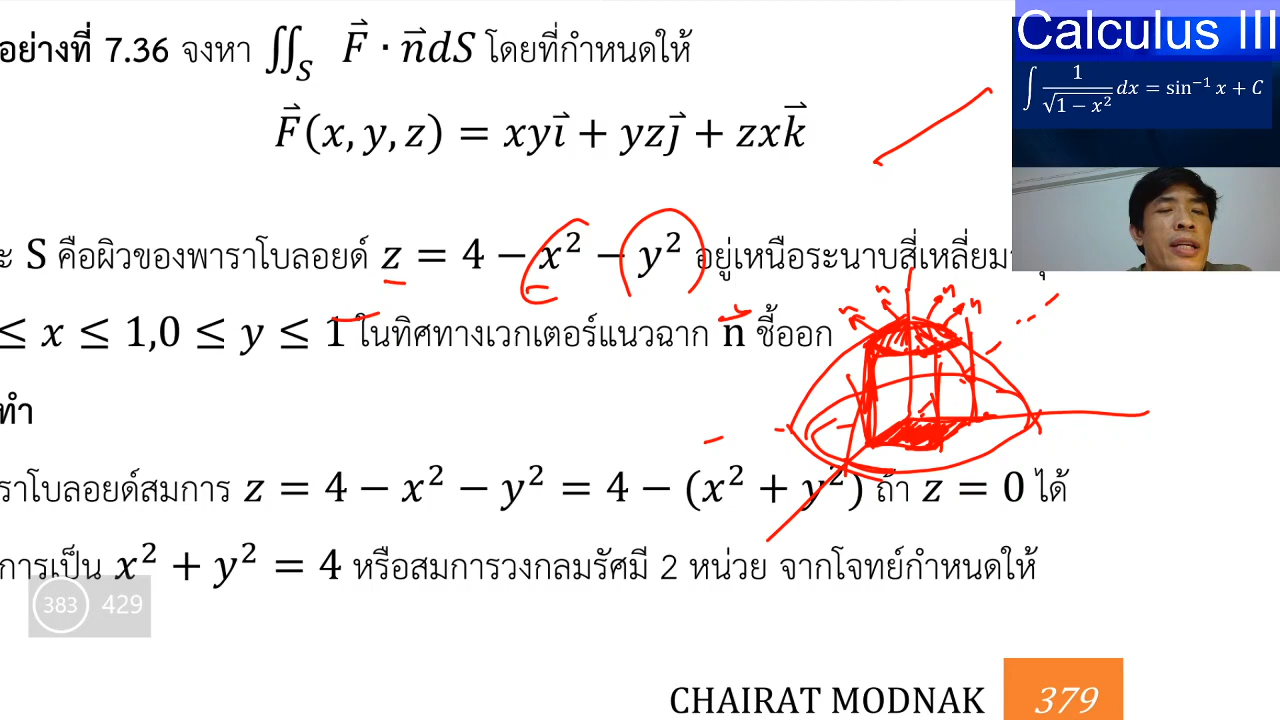 Calculus III
∫ 1/√(1 − x²) dx = sin⁻¹ x + C
อย่างที่ 7.36 จงหา ∬_S F⃗ · n⃗dS โดยที่กำหนดให้
F⃗(x, y, z) = xyi⃗ + yzj⃗ + zxk⃗
ะ S คือผิวของพาราโบลอยด์ z = 4 − x² − y² อยู่เหนือระนาบสี่เหลี่ยม
≤ x ≤ 1,0 ≤ y ≤ 1 ในทิศทางเวกเตอร์แนวฉาก n ชี้ออก
n n n n
ทำ
ราโบลอยด์สมการ z = 4 − x² − y² = 4 − (x² + y²) ถ้า z = 0 ได้
การเป็น x² + y² = 4 หรือสมการวงกลมรัศมี 2 หน่วย จากโจทย์กำหนดให้
383 429
CHAIRAT MODNAK 379